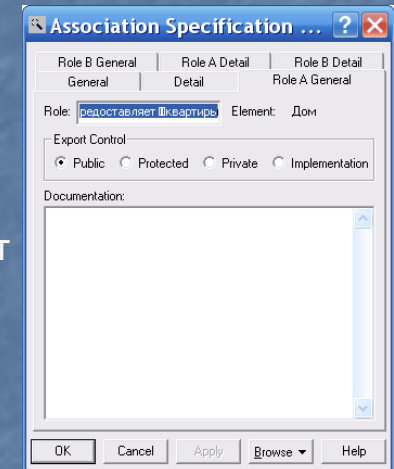 Association Specification ...
Role B General Role A Detail Role B Detail
General Detail Role A General
Role: редоставляет квартиры Element: Дом
Export Control
Public Protected Private Implementation
Documentation:
т
OK Cancel Apply Browse Help